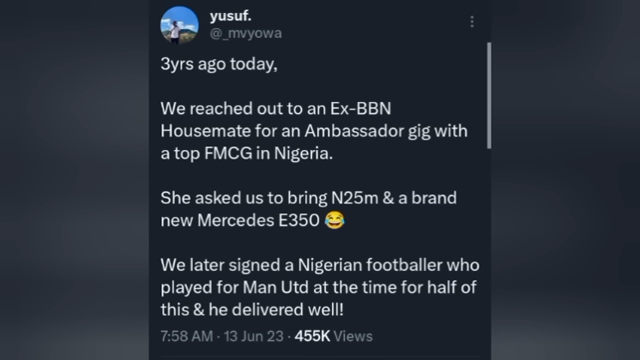 yusuf.
@_mvyowa
3yrs ago today,
We reached out to an Ex-BBN
Housemate for an Ambassador gig with
a top FMCG in Nigeria.
She asked us to bring N25m & a brand
new Mercedes E350 😂
We later signed a Nigerian footballer who
played for Man Utd at the time for half of
this & he delivered well!
7:58 AM · 13 Jun 23 · 455K Views